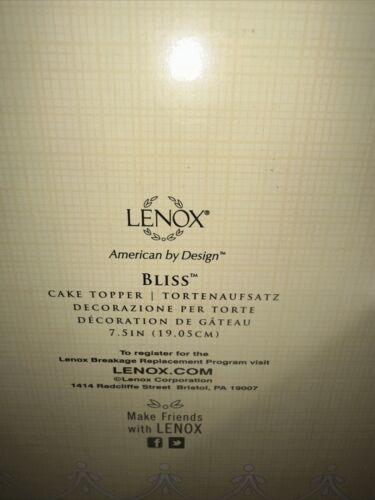 LENOX®
American by Design™
BLISS™
CAKE TOPPER | TORTENAUFSATZ
DECORAZIONE PER TORTE
DÉCORATION DE GÂTEAU
7.5IN (19.05CM)
To register for the
Lenox Breakage Replacement Program visit
LENOX.COM
©Lenox Corporation
1414 Radcliffe Street Bristol, PA 19007
Make Friends
with LENOX